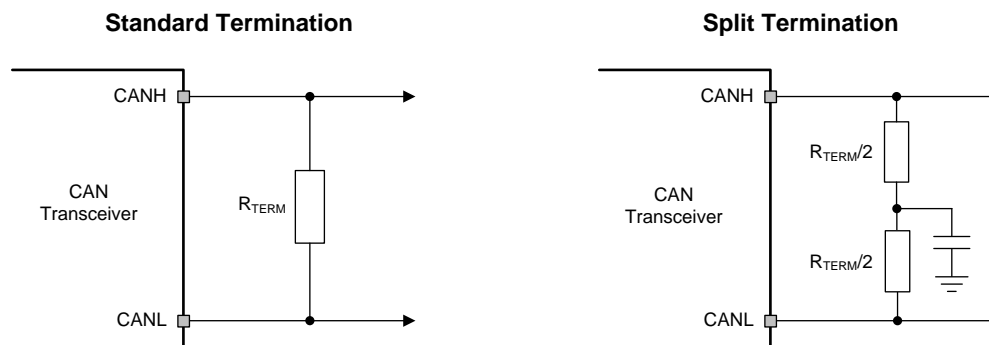 Standard Termination
CANH
CAN
Transceiver
RTERM
CANL
Split Termination
CANH
RTERM/2
CAN
Transceiver
RTERM/2
CANL